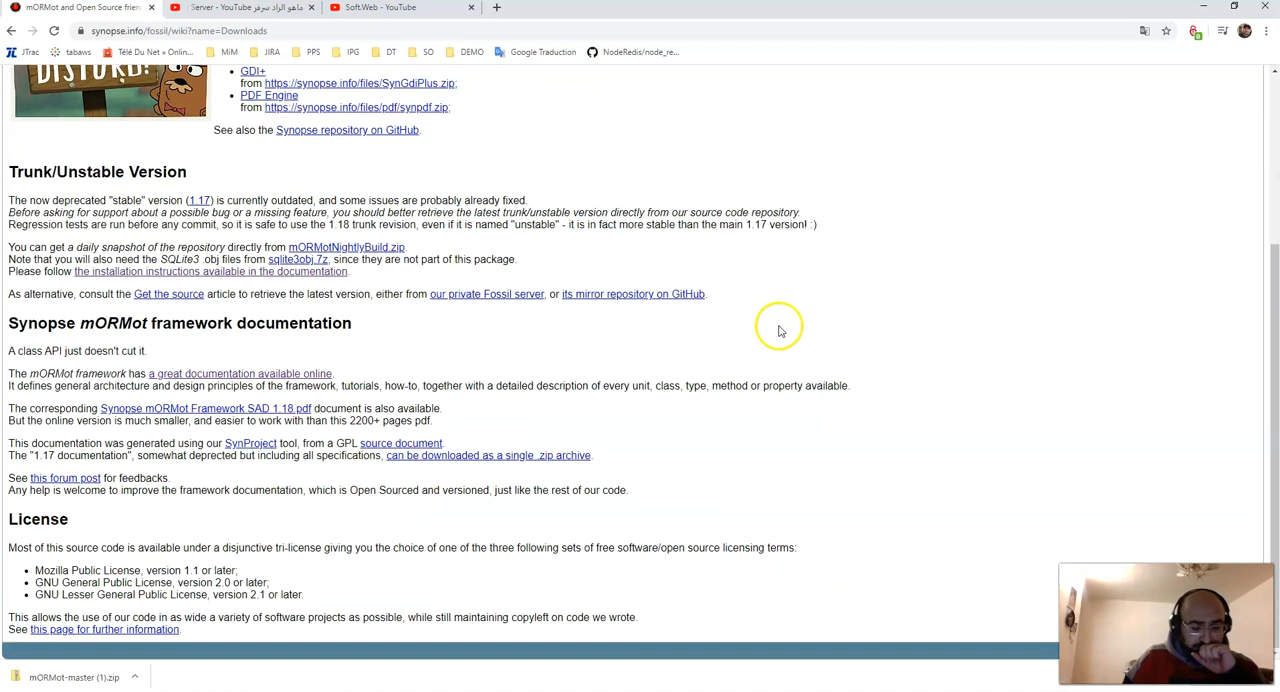 mORMot and Open Source frien
ماهو الزاد سرفر Server - YouTube
Soft.Web - YouTube
synopse.info/fossil/wiki?name=Downloads
JTrac
tabaws
Télé Du Net » Onlin...
MiM
JIRA
PPS
IPG
DT
SO
DEMO
Google Traduction
NodeRedis/node_re...
DISTURB!
GDI+
from https://synopse.info/files/SynGdiPlus.zip;
PDF Engine
from https://synopse.info/files/pdf/synpdf.zip;
See also the Synopse repository on GitHub.
Trunk/Unstable Version
The now deprecated "stable" version (1.17) is currently outdated, and some issues are probably already fixed.
Before asking for support about a possible bug or a missing feature, you should better retrieve the latest trunk/unstable version directly from our source code repository.
Regression tests are run before any commit, so it is safe to use the 1.18 trunk revision, even if it is named "unstable" - it is in fact more stable than the main 1.17 version! :)
You can get a daily snapshot of the repository directly from mORMotNightlyBuild.zip.
Note that you will also need the SQLite3 .obj files from sqlite3obj.7z, since they are not part of this package.
Please follow the installation instructions available in the documentation.
As alternative, consult the Get the source article to retrieve the latest version, either from our private Fossil server, or its mirror repository on GitHub.
Synopse mORMot framework documentation
A class API just doesn't cut it.
The mORMot framework has a great documentation available online.
It defines general architecture and design principles of the framework, tutorials, how-to, together with a detailed description of every unit, class, type, method or property available.
The corresponding Synopse mORMot Framework SAD 1.18.pdf document is also available.
But the online version is much smaller, and easier to work with than this 2200+ pages pdf.
This documentation was generated using our SynProject tool, from a GPL source document.
The "1.17 documentation", somewhat deprected but including all specifications, can be downloaded as a single .zip archive.
See this forum post for feedbacks.
Any help is welcome to improve the framework documentation, which is Open Sourced and versioned, just like the rest of our code.
License
Most of this source code is available under a disjunctive tri-license giving you the choice of one of the three following sets of free software/open source licensing terms:
Mozilla Public License, version 1.1 or later;
GNU General Public License, version 2.0 or later;
GNU Lesser General Public License, version 2.1 or later.
This allows the use of our code in as wide a variety of software projects as possible, while still maintaining copyleft on code we wrote.
See this page for further information.
mORMot-master (1).zip